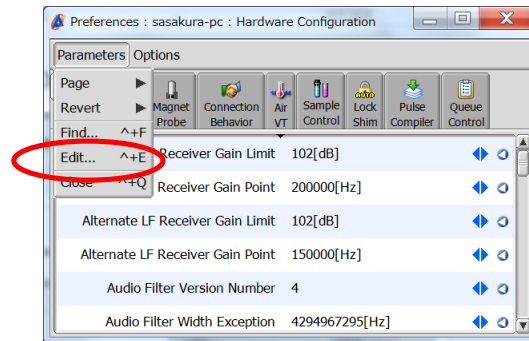 Preferences : sasakura-pc : Hardware Configuration
Parameters Options
Page
Revert
Find... ^+F
Edit... ^+E
Close ^+Q
Magnet Probe
Connection Behavior
Air VT
Sample Control
Lock Shim
Pulse Compiler
Queue Control
Receiver Gain Limit 102[dB]
Receiver Gain Point 200000[Hz]
Alternate LF Receiver Gain Limit 102[dB]
Alternate LF Receiver Gain Point 150000[Hz]
Audio Filter Version Number 4
Audio Filter Width Exception 4294967295[Hz]